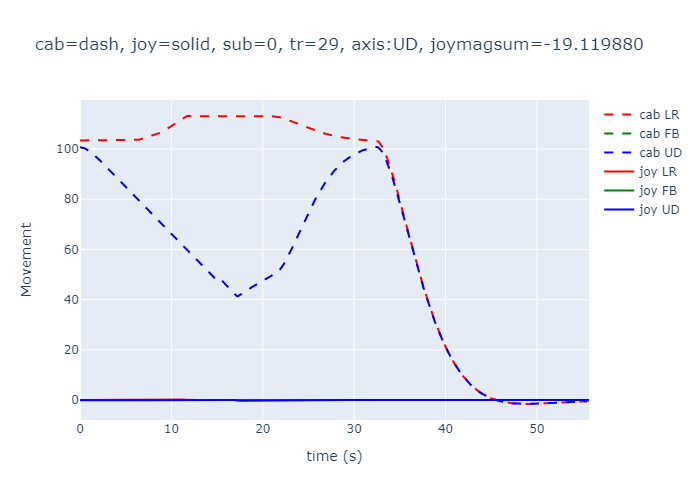 cab=dash, joy=solid, sub=0, tr=29, axis:UD, joymagsum=-19.119880
cab LR
cab FB
cab UD
joy LR
joy FB
joy UD
Movement
100
80
60
40
20
0
0 10 20 30 40 50
time (s)